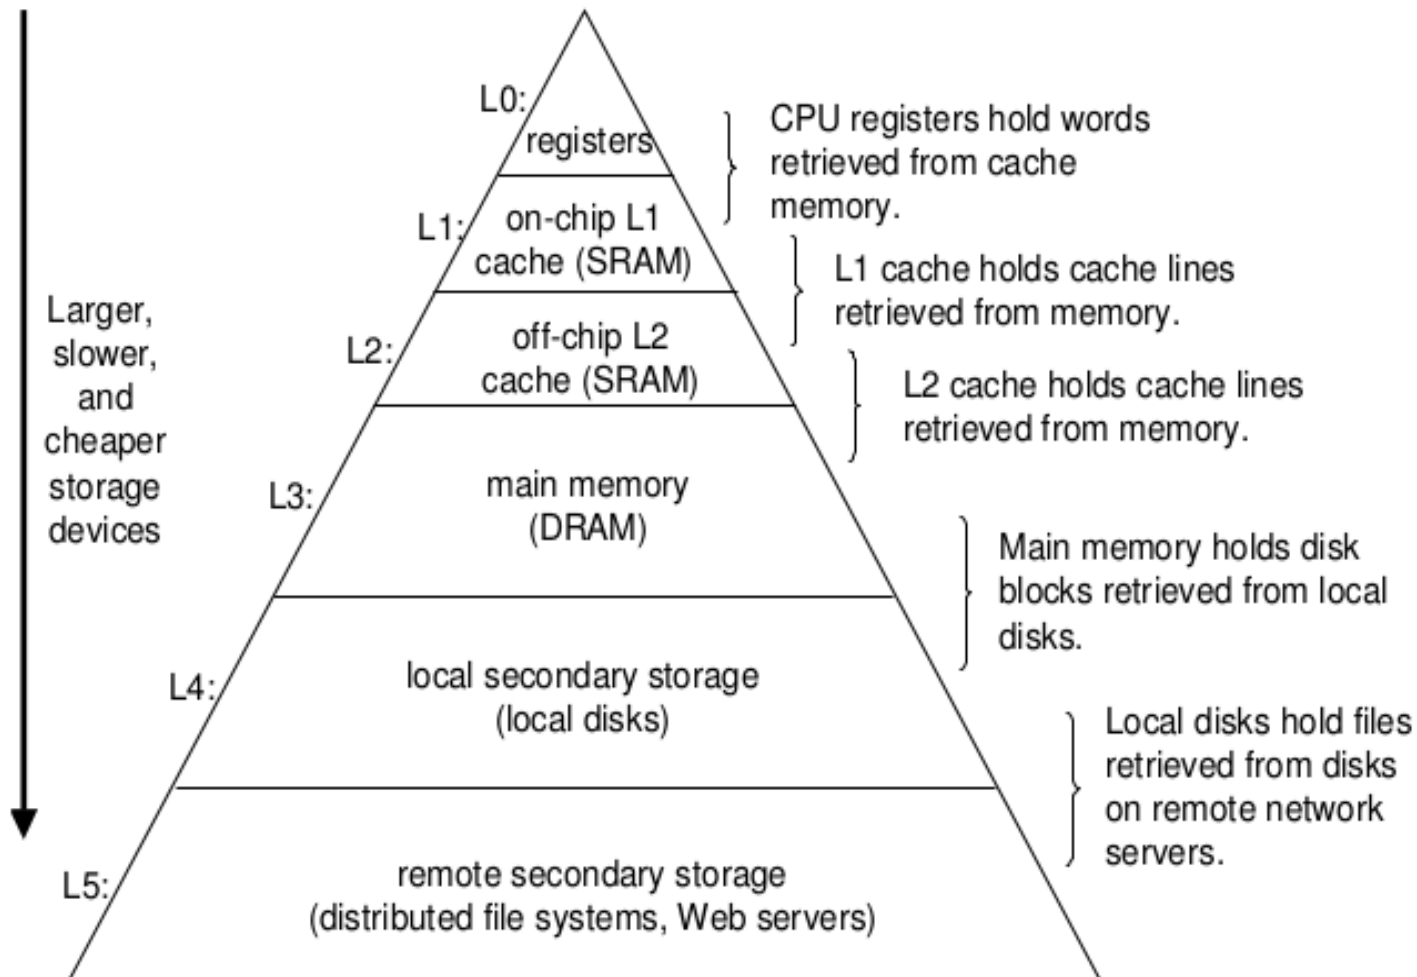 L0:
registers
CPU registers hold words
retrieved from cache
memory.
L1:
on-chip L1
cache (SRAM)
L1 cache holds cache lines
retrieved from memory.
Larger,
slower,
and
cheaper
storage
devices
L2:
off-chip L2
cache (SRAM)
L2 cache holds cache lines
retrieved from memory.
L3:
main memory
(DRAM)
Main memory holds disk
blocks retrieved from local
disks.
L4:
local secondary storage
(local disks)
Local disks hold files
retrieved from disks
on remote network
servers.
L5:
remote secondary storage
(distributed file systems, Web servers)